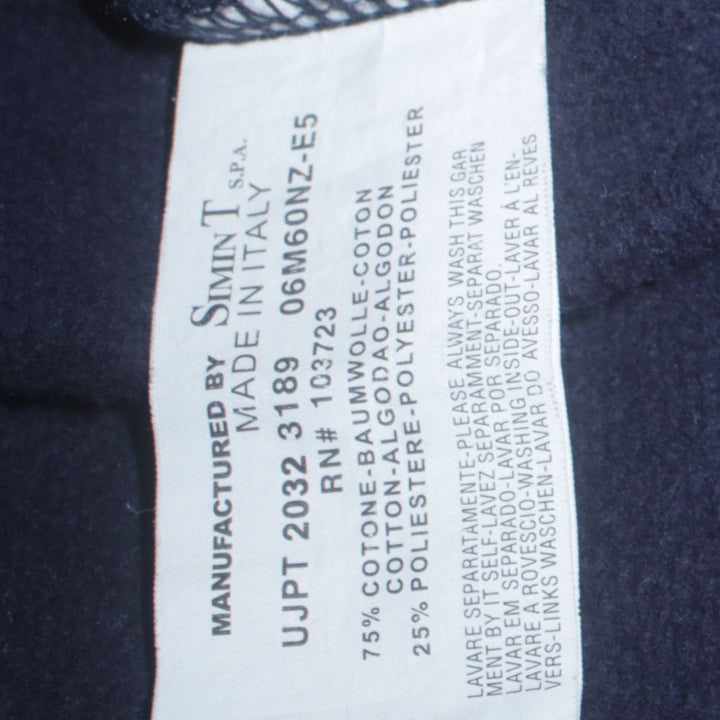 MANUFACTURED BY SIMINT S.P.A.
MADE IN ITALY
UJPT 2032 3189 06M60NZ-E5
RN# 103723
75% COTONE-BAUMWOLLE-COTON
COTTON-ALGODAO-ALGODON
25% POLIESTERE-POLYESTER-POLIESTER
LAVARE SEPARATAMENTE-PLEASE ALWAYS WASH THIS GAR
MENT BY IT SELF-LAVEZ SEPARAMMENT-SEPARAT WASCHEN
LAVAR EM SEPARADO-LAVAR POR SEPARADO.
LAVARE A ROVESCIO-WASHING INSIDE-OUT-LAVER À L'EN-
VERS-LINKS WASCHEN-LAVAR DO AVESSO-LAVAR AL REVES